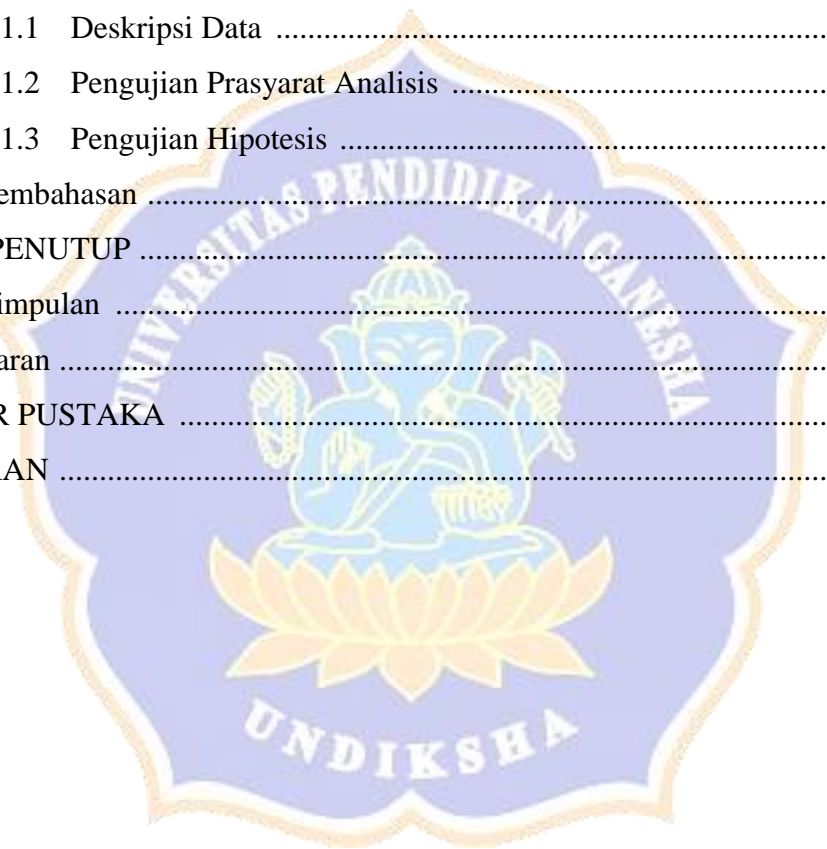 1.1 Deskripsi Data ......................................................................
1.2 Pengujian Prasyarat Analisis ...............................................
1.3 Pengujian Hipotesis .............................................................
embahasan .....................................................................................
PENUTUP ......................................................................................
impulan .........................................................................................
aran ................................................................................................
R PUSTAKA .................................................................................
RAN ................................................................................................
UNIVERSITAS PENDIDIKAN GANESHA
UNDIKSHA